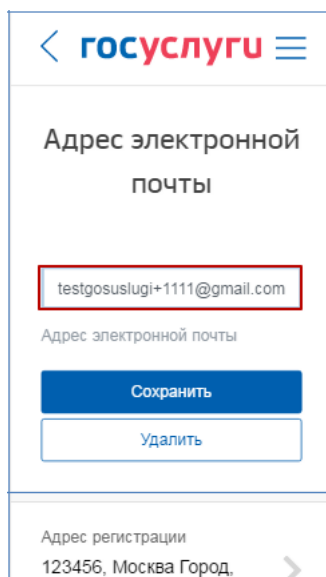 госуслуги
Адрес электронной
почты
testgosuslugi+1111@gmail.com
Адрес электронной почты
Сохранить
Удалить
Адрес регистрации
123456, Москва Город,